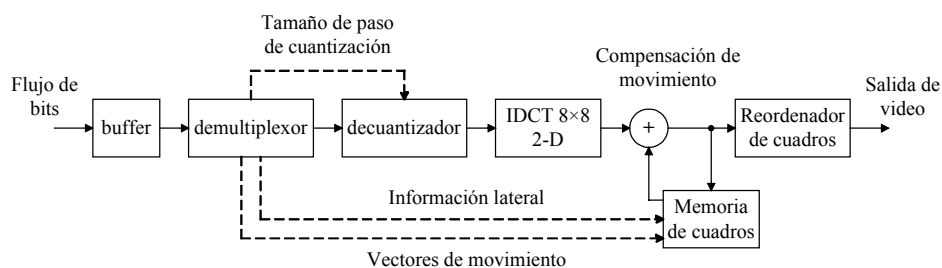 Tamaño de paso
de cuantización
Compensación de
movimiento
Flujo de
bits
Salida de
video
buffer
demultiplexor
decuantizador
IDCT 8×8
2-D
+
Reordenador
de cuadros
Información lateral
Memoria
de cuadros
Vectores de movimiento